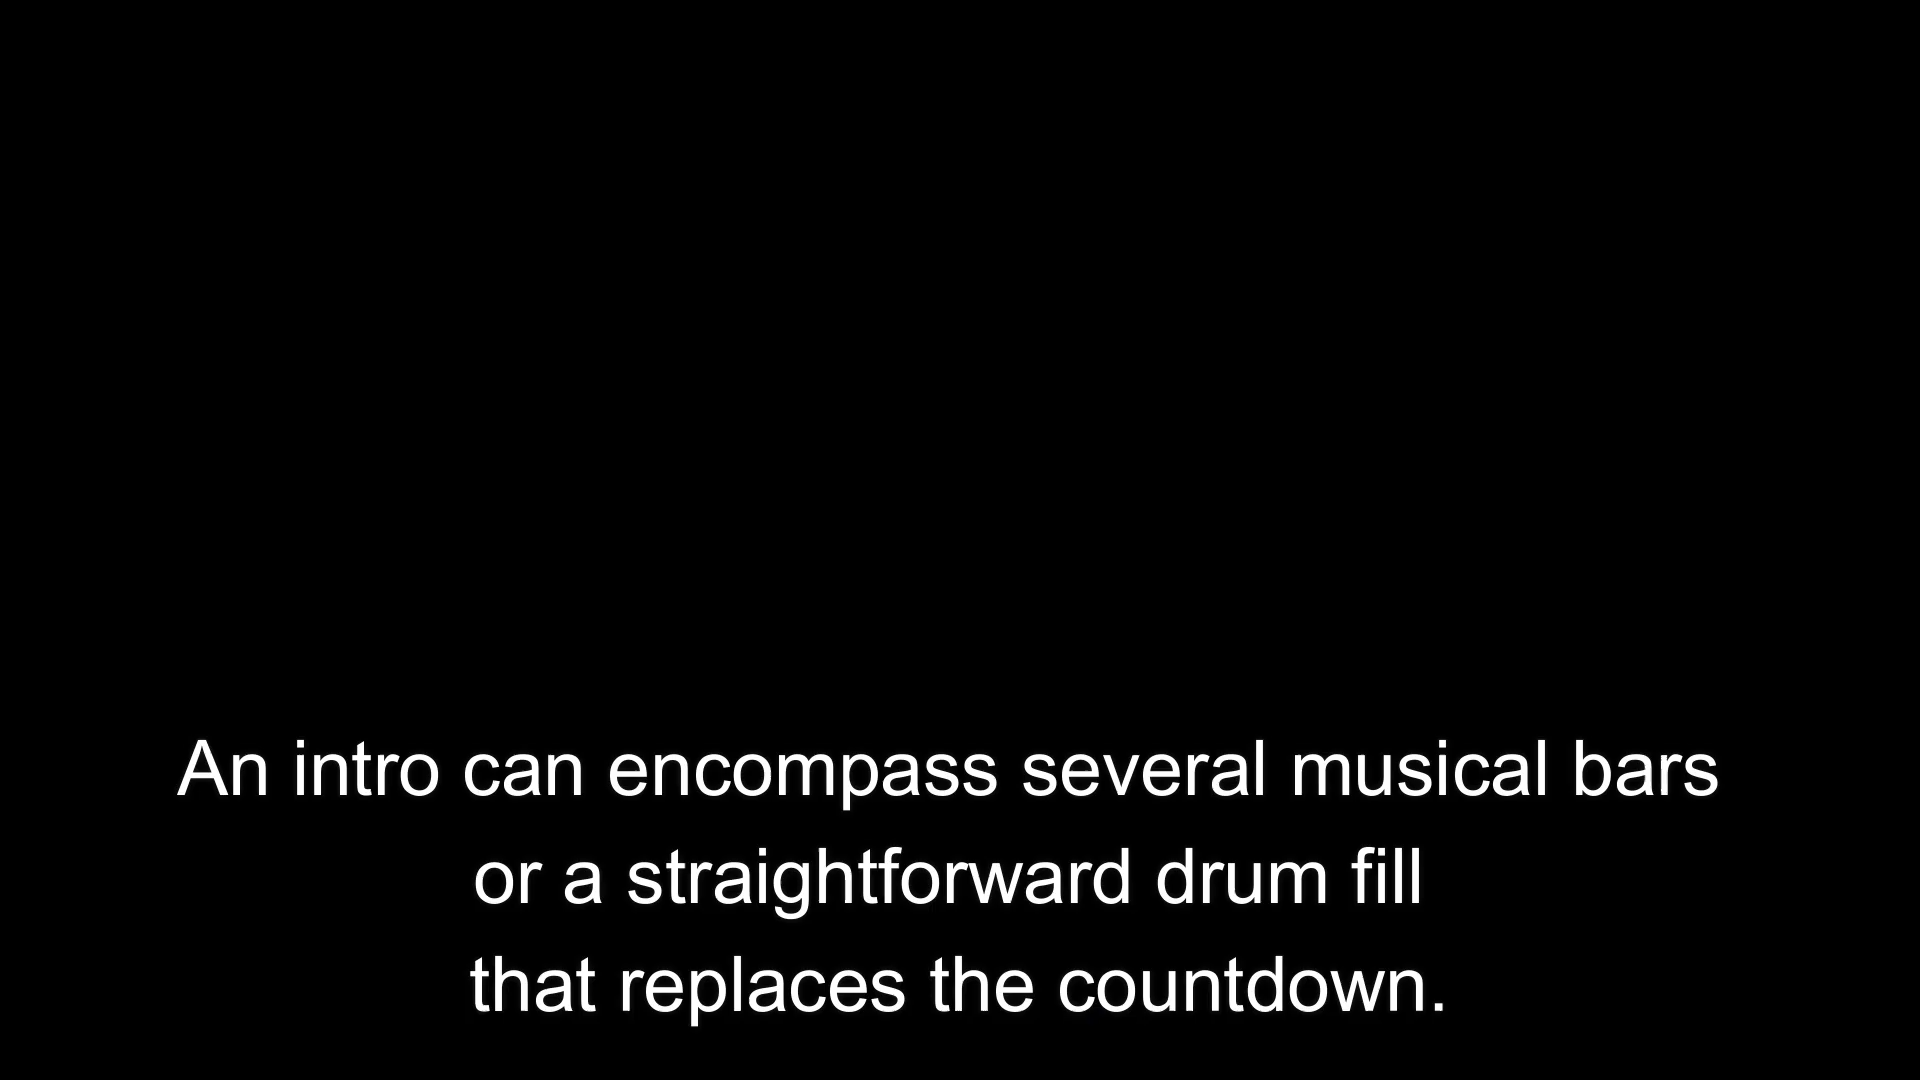 An intro can encompass several musical bars
or a straightforward drum fill
that replaces the countdown.